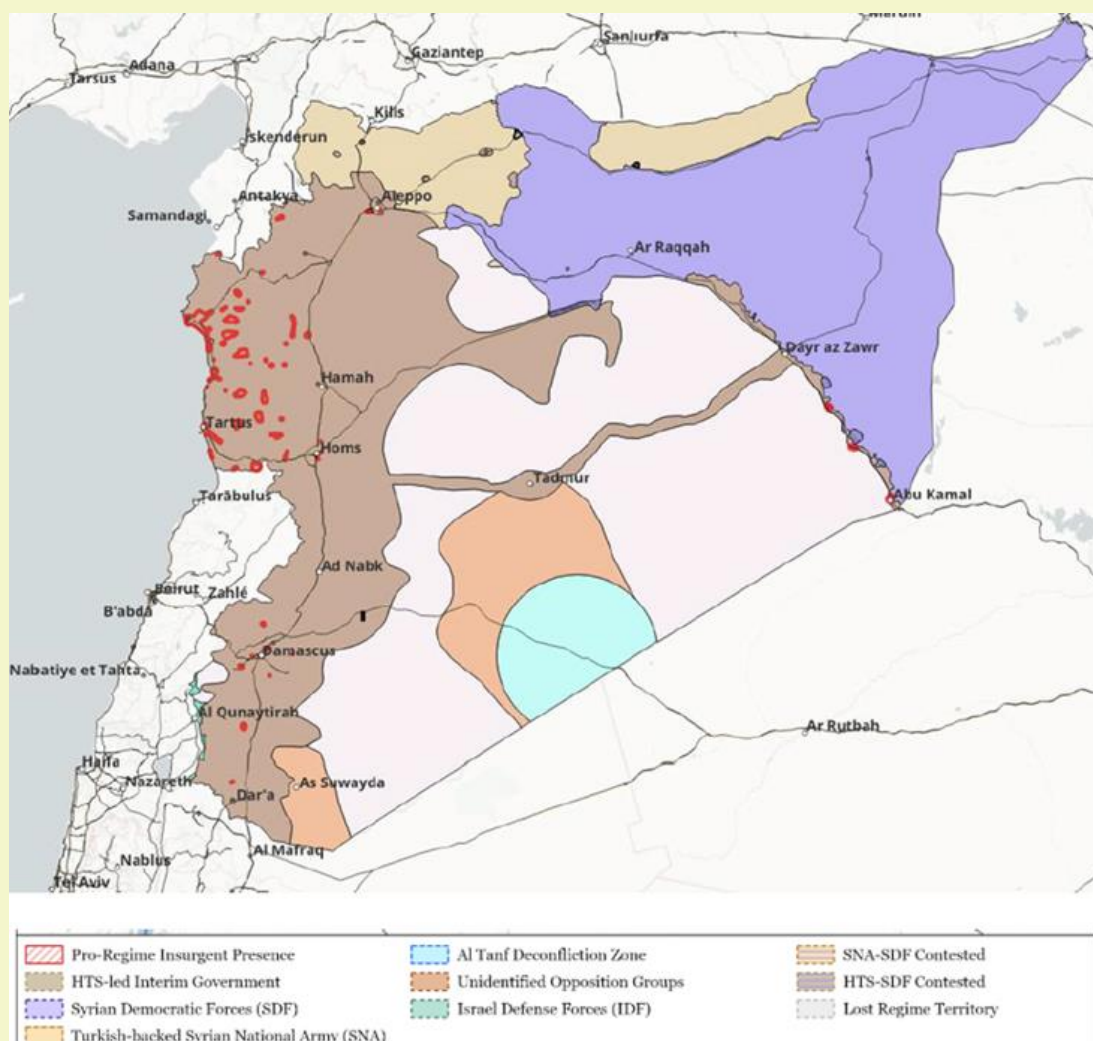 Mardin
Sanliurfa
Gaziantep
Adana
Tarsus
Kilis
Iskenderun
Antakya
Aleppo
Samandagi
Ar Raqqah
Dayr az Zawr
Hamah
Tartus
Homs
Tadmur
Abu Kamal
Tarābulus
Ad Nabk
Beirut
Zahlé
B'abdā
Damascus
Nabatiye et Tahta
Al Qunaytirah
Ar Rutbah
Haifa
As Suwayda
Nazareth
Dar'a
Al Mafraq
Nablus
Tel Aviv
Pro-Regime Insurgent Presence
Al Tanf Deconfliction Zone
SNA-SDF Contested
HTS-led Interim Government
Unidentified Opposition Groups
HTS-SDF Contested
Syrian Democratic Forces (SDF)
Israel Defense Forces (IDF)
Lost Regime Territory
Turkish-backed Syrian National Army (SNA)